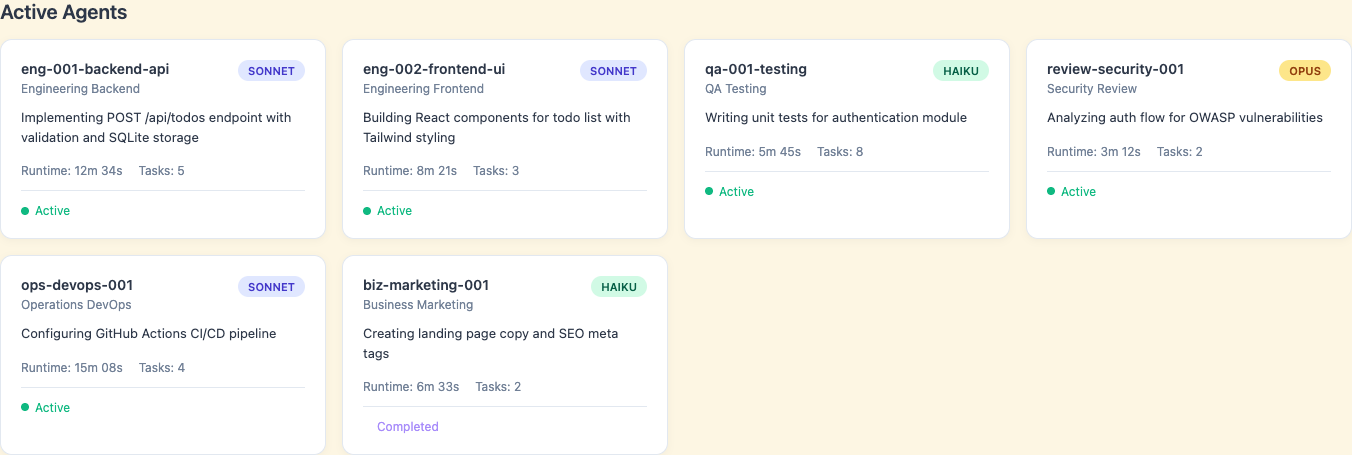 Active Agents
eng-001-backend-api
SONNET
Engineering Backend
Implementing POST /api/todos endpoint with
validation and SQLite storage
Runtime: 12m 34s Tasks: 5
Active
eng-002-frontend-ui
SONNET
Engineering Frontend
Building React components for todo list with
Tailwind styling
Runtime: 8m 21s Tasks: 3
Active
qa-001-testing
HAIKU
QA Testing
Writing unit tests for authentication module
Runtime: 5m 45s Tasks: 8
Active
review-security-001
OPUS
Security Review
Analyzing auth flow for OWASP vulnerabilities
Runtime: 3m 12s Tasks: 2
Active
ops-devops-001
SONNET
Operations DevOps
Configuring GitHub Actions CI/CD pipeline
Runtime: 15m 08s Tasks: 4
Active
biz-marketing-001
HAIKU
Business Marketing
Creating landing page copy and SEO meta
tags
Runtime: 6m 33s Tasks: 2
Completed